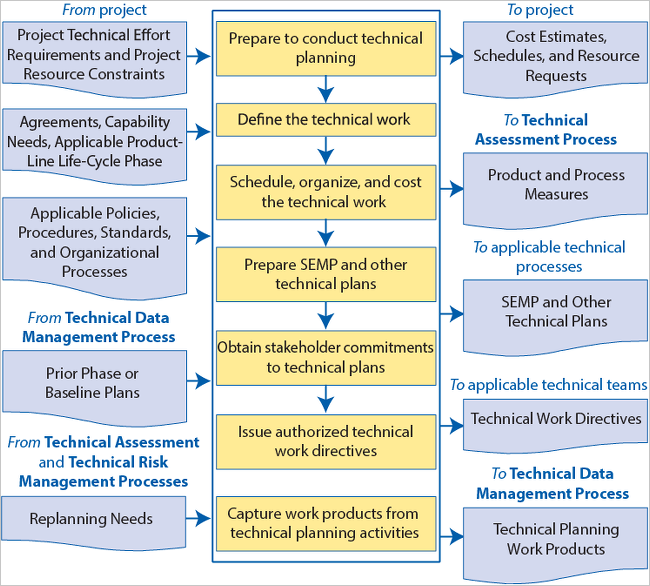 From project
Project Technical Effort
Requirements and Project
Resource Constraints
Agreements, Capability
Needs, Applicable Product-
Line Life-Cycle Phase
Applicable Policies,
Procedures, Standards,
and Organizational
Processes
From Technical Data
Management Process
Prior Phase or
Baseline Plans
From Technical Assessment
and Technical Risk
Management Processes
Replanning Needs
Prepare to conduct technical
planning
Define the technical work
Schedule, organize, and cost
the technical work
Prepare SEMP and other
technical plans
Obtain stakeholder commitments
to technical plans
Issue authorized technical
work directives
Capture work products from
technical planning activities
To project
Cost Estimates,
Schedules, and Resource
Requests
To Technical
Assessment Process
Product and Process
Measures
To applicable technical
processes
SEMP and Other
Technical Plans
To applicable technical teams
Technical Work Directives
To Technical Data
Management Process
Technical Planning
Work Products